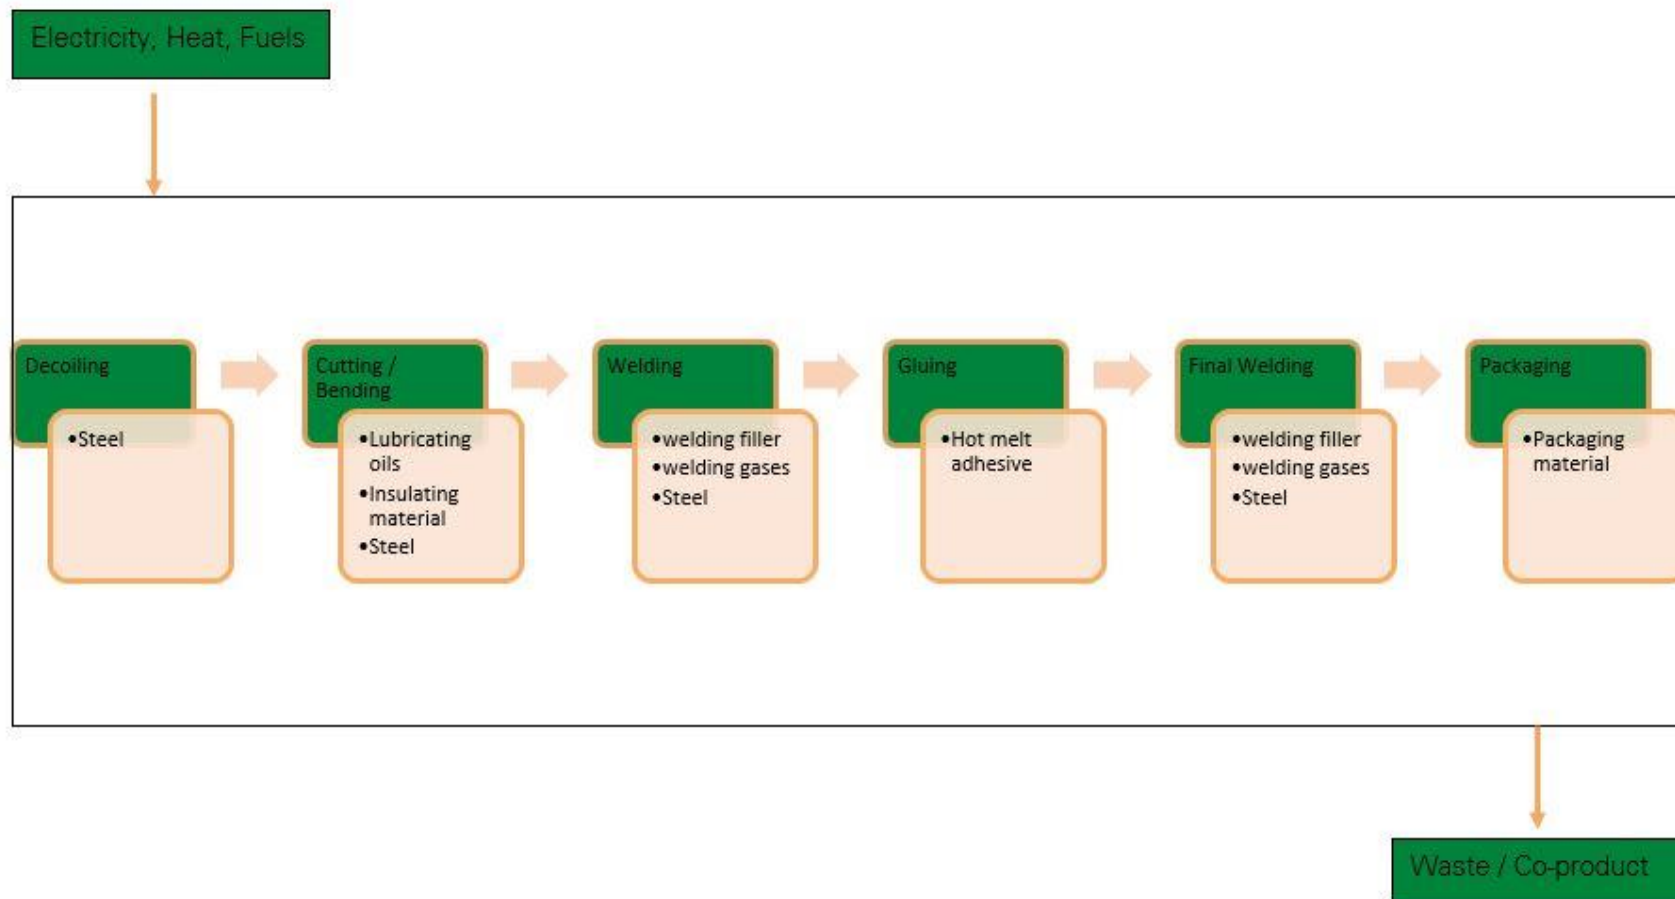 Electricity, Heat, Fuels
Decoiling
•Steel
Cutting /
Bending
•Lubricating
oils
•Insulating
material
•Steel
Welding
•welding filler
•welding gases
•Steel
Gluing
•Hot melt
adhesive
Final Welding
•welding filler
•welding gases
•Steel
Packaging
•Packaging
material
Waste / Co-product